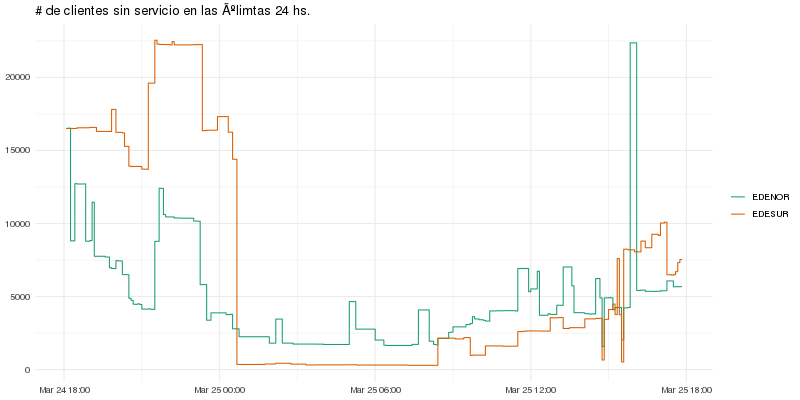 # de clientes sin servicio en las Ãºlimtas 24 hs.
20000
15000
10000
5000
0
Mar 24 18:00
Mar 25 00:00
Mar 25 06:00
Mar 25 12:00
Mar 25 18:00
EDENOR
EDESUR